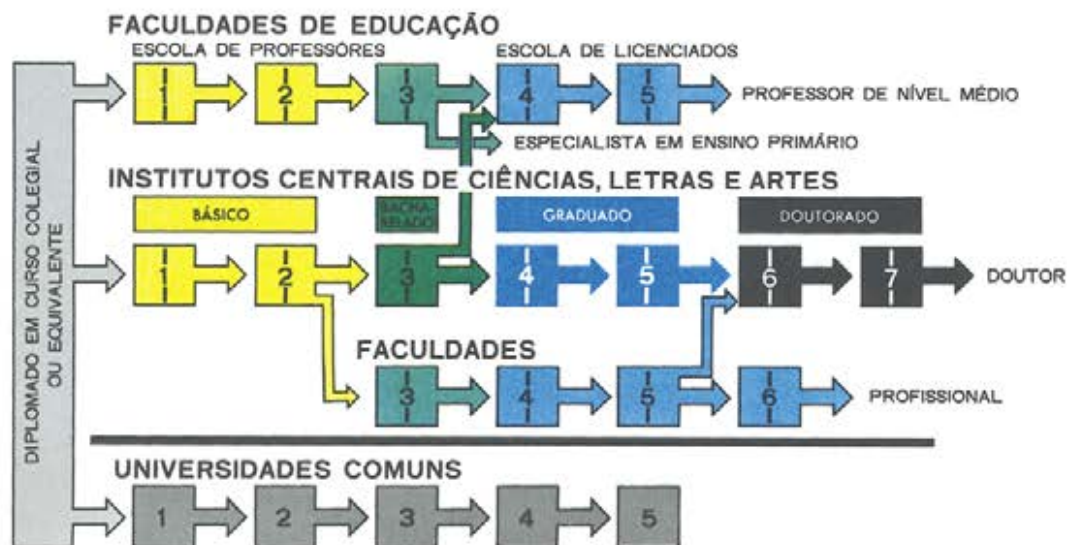 FACULDADES DE EDUCAÇÃO
ESCOLA DE PROFESSÔRES
ESCOLA DE LICENCIADOS
1 2 3 4 5
PROFESSOR DE NÍVEL MÉDIO
ESPECIALISTA EM ENSINO PRIMÁRIO
DIPLOMADO EM CURSO COLEGIAL
OU EQUIVALENTE
INSTITUTOS CENTRAIS DE CIÊNCIAS, LETRAS E ARTES
BÁSICO
BACHA-
RELADO
GRADUADO
DOUTORADO
1 2 3 4 5 6 7
DOUTOR
FACULDADES
3 4 5 6
PROFISSIONAL
UNIVERSIDADES COMUNS
1 2 3 4 5